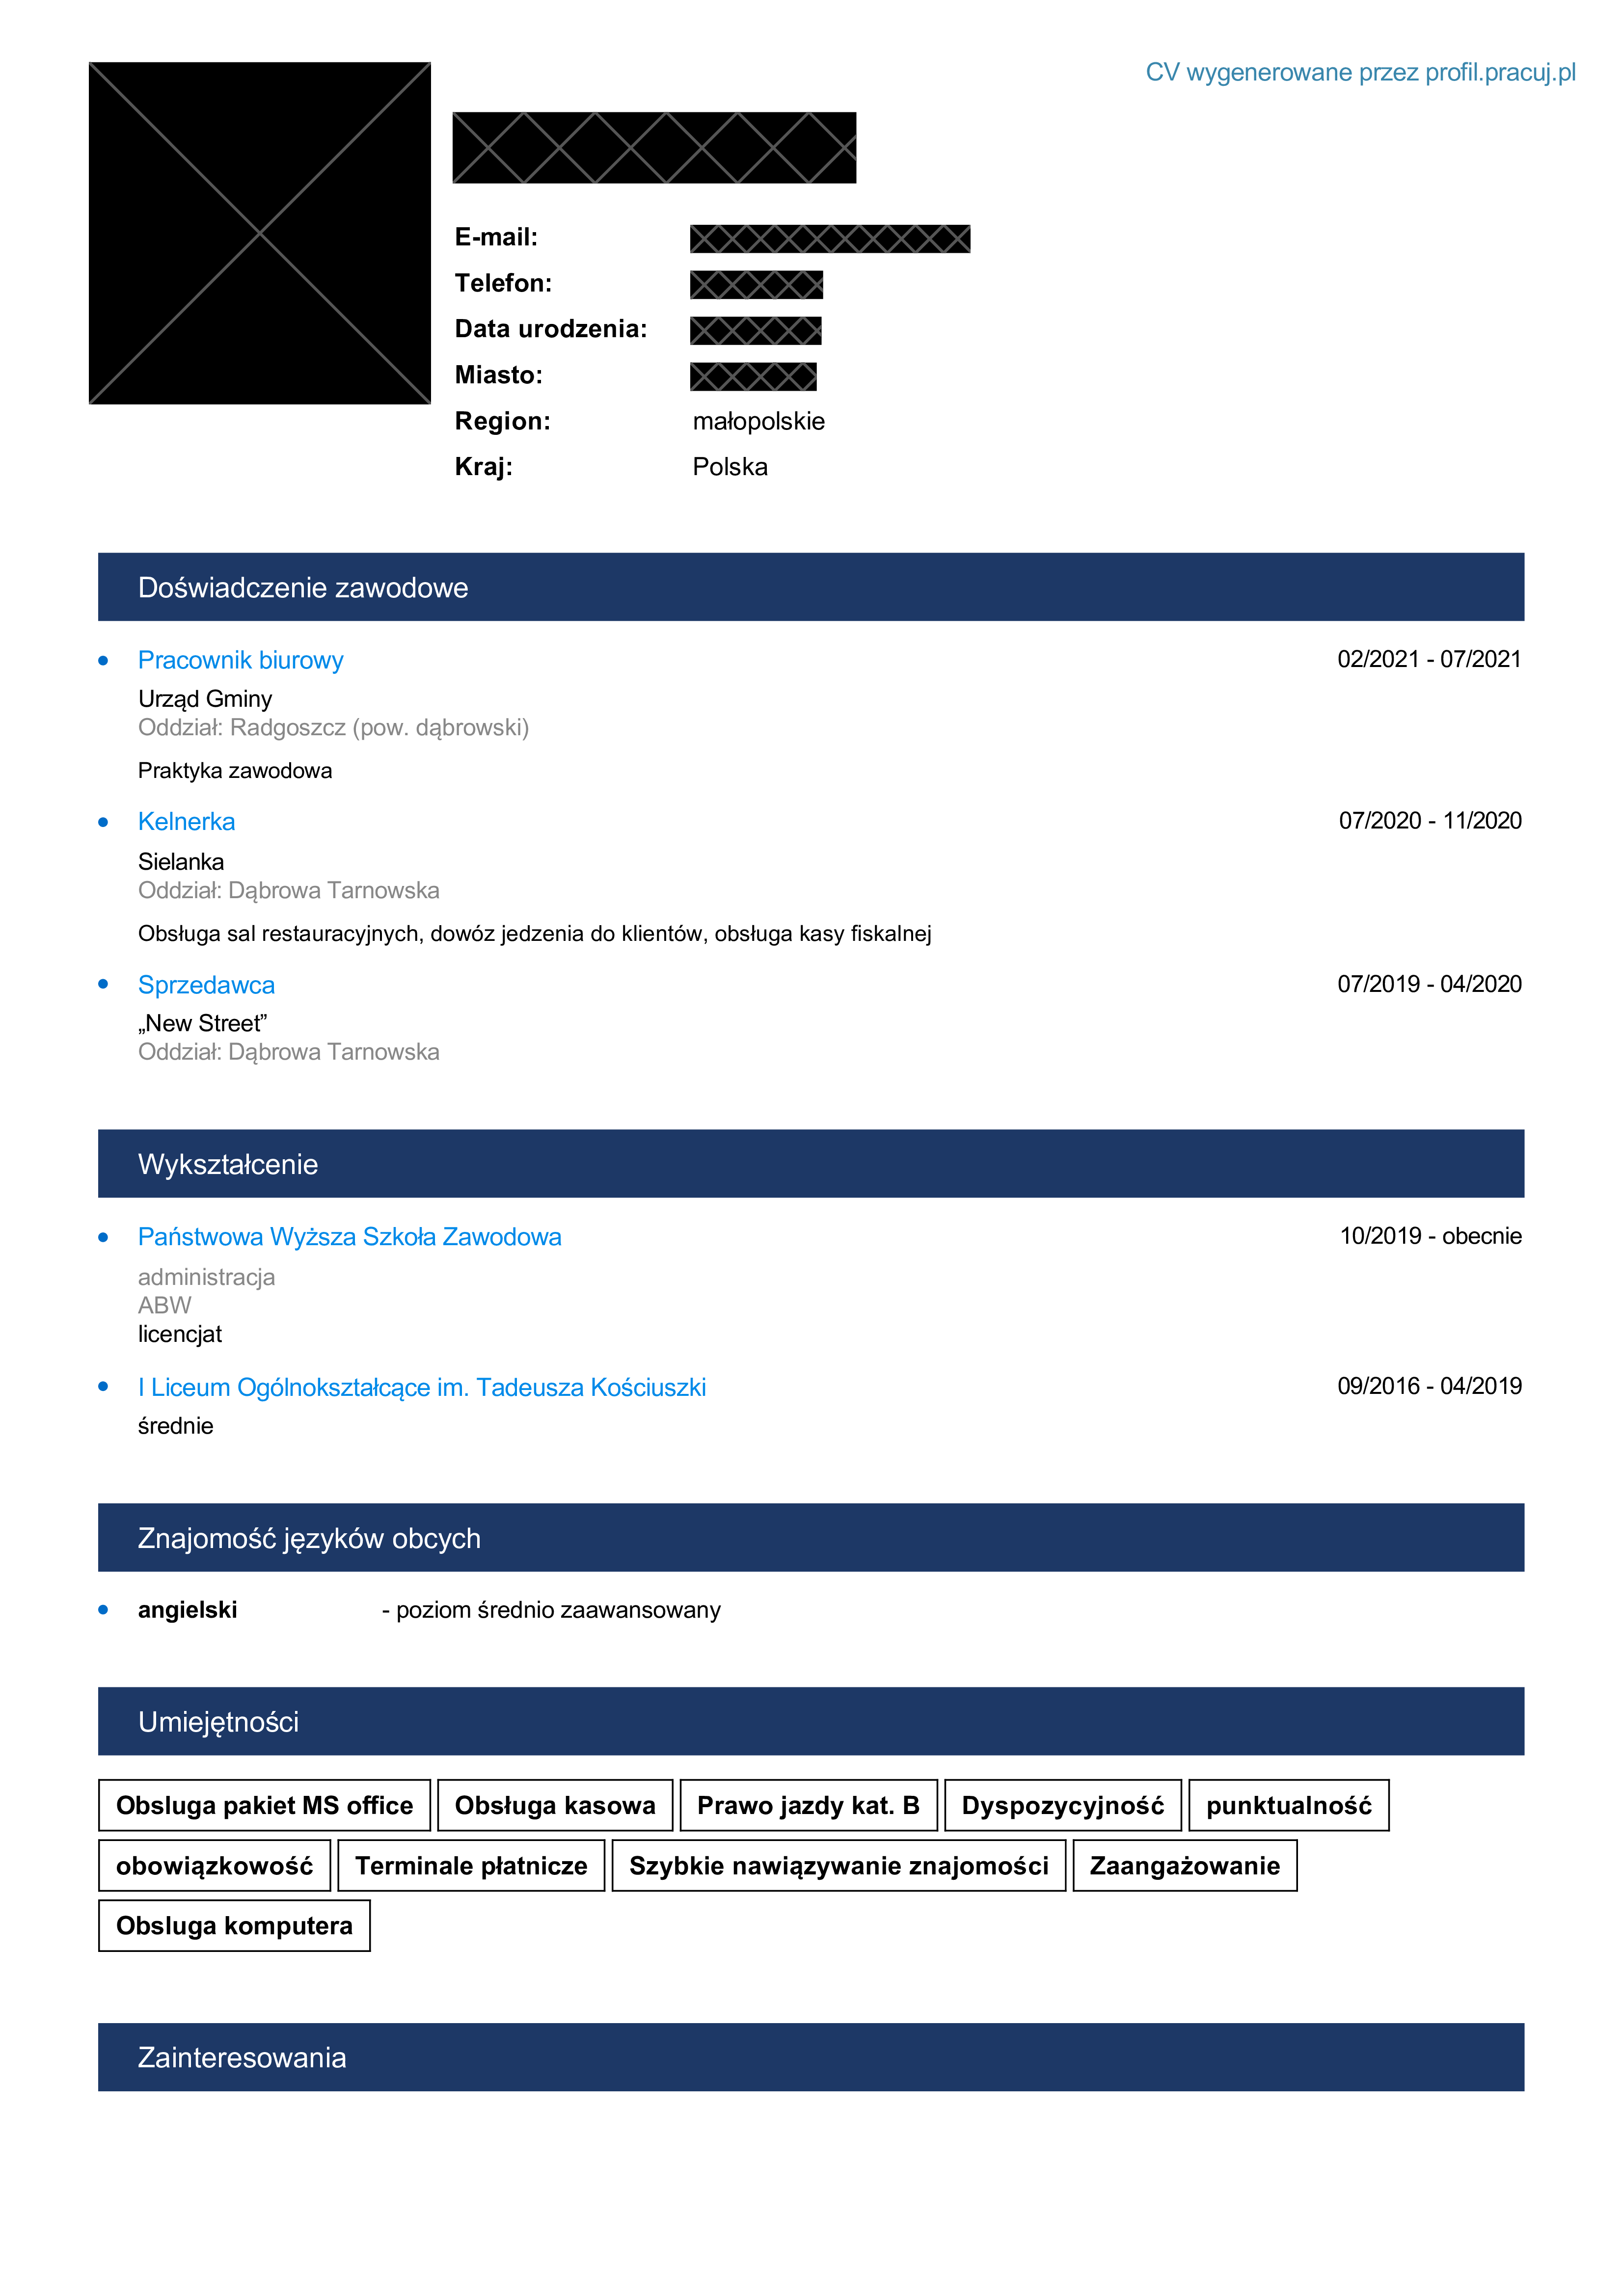 CV wygenerowane przez profil.pracuj.pl
E-mail:
Telefon:
Data urodzenia:
Miasto:
Region: małopolskie
Kraj: Polska
Doświadczenie zawodowe
Pracownik biurowy 02/2021 - 07/2021
Urząd Gminy
Oddział: Radgoszcz (pow. dąbrowski)
Praktyka zawodowa
Kelnerka 07/2020 - 11/2020
Sielanka
Oddział: Dąbrowa Tarnowska
Obsługa sal restauracyjnych, dowóz jedzenia do klientów, obsługa kasy fiskalnej
Sprzedawca 07/2019 - 04/2020
„New Street”
Oddział: Dąbrowa Tarnowska
Wykształcenie
Państwowa Wyższa Szkoła Zawodowa 10/2019 - obecnie
administracja
ABW
licencjat
I Liceum Ogólnokształcące im. Tadeusza Kościuszki 09/2016 - 04/2019
średnie
Znajomość języków obcych
angielski - poziom średnio zaawansowany
Umiejętności
Obsluga pakiet MS office Obsługa kasowa Prawo jazdy kat. B Dyspozycyjność punktualność
obowiązkowość Terminale płatnicze Szybkie nawiązywanie znajomości Zaangażowanie
Obsluga komputera
Zainteresowania